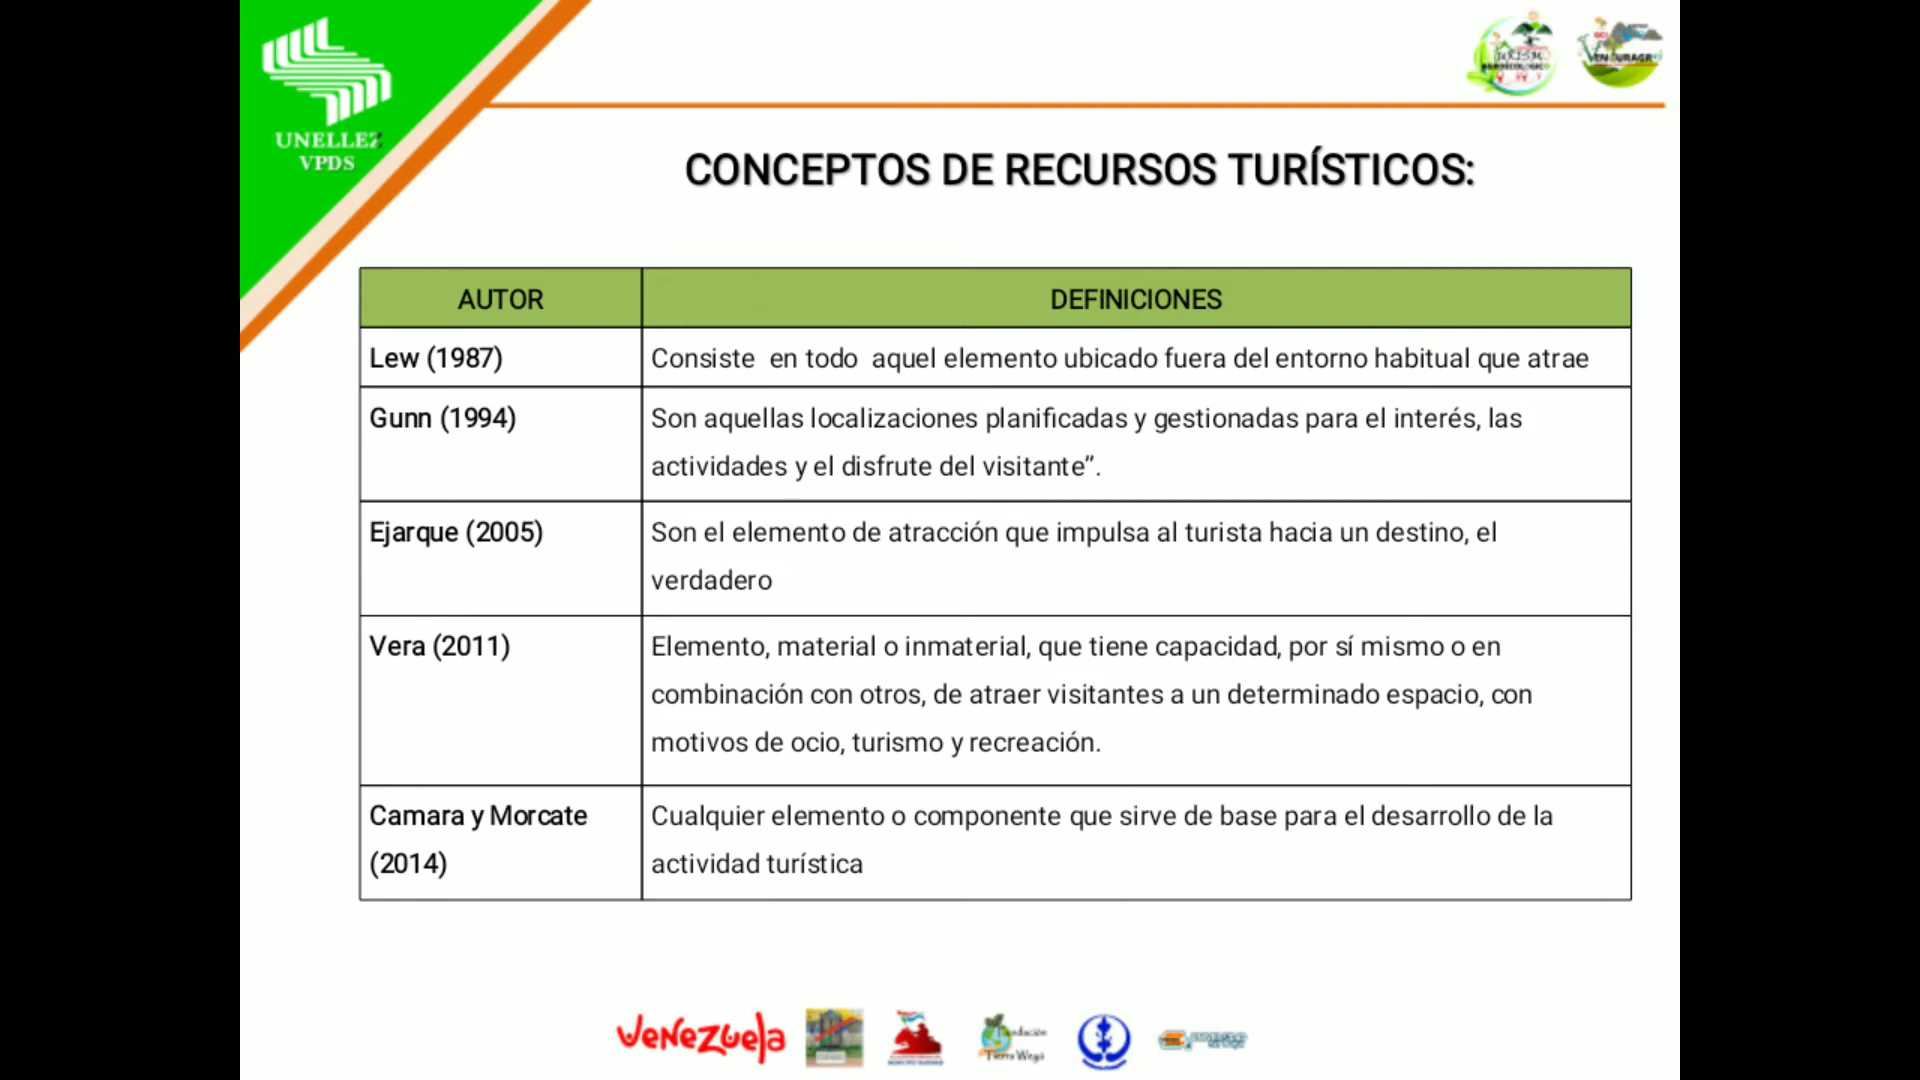 UNELLEZ
VPDS
CONCEPTOS DE RECURSOS TURÍSTICOS:
AUTOR
DEFINICIONES
Lew (1987)
Consiste en todo aquel elemento ubicado fuera del entorno habitual que atrae
Gunn (1994)
Son aquellas localizaciones planificadas y gestionadas para el interés, las
actividades y el disfrute del visitante”.
Ejarque (2005)
Son el elemento de atracción que impulsa al turista hacia un destino, el
verdadero
Vera (2011)
Elemento, material o inmaterial, que tiene capacidad, por sí mismo o en
combinación con otros, de atraer visitantes a un determinado espacio, con
motivos de ocio, turismo y recreación.
Camara y Morcate
(2014)
Cualquier elemento o componente que sirve de base para el desarrollo de la
actividad turística
Venezuela